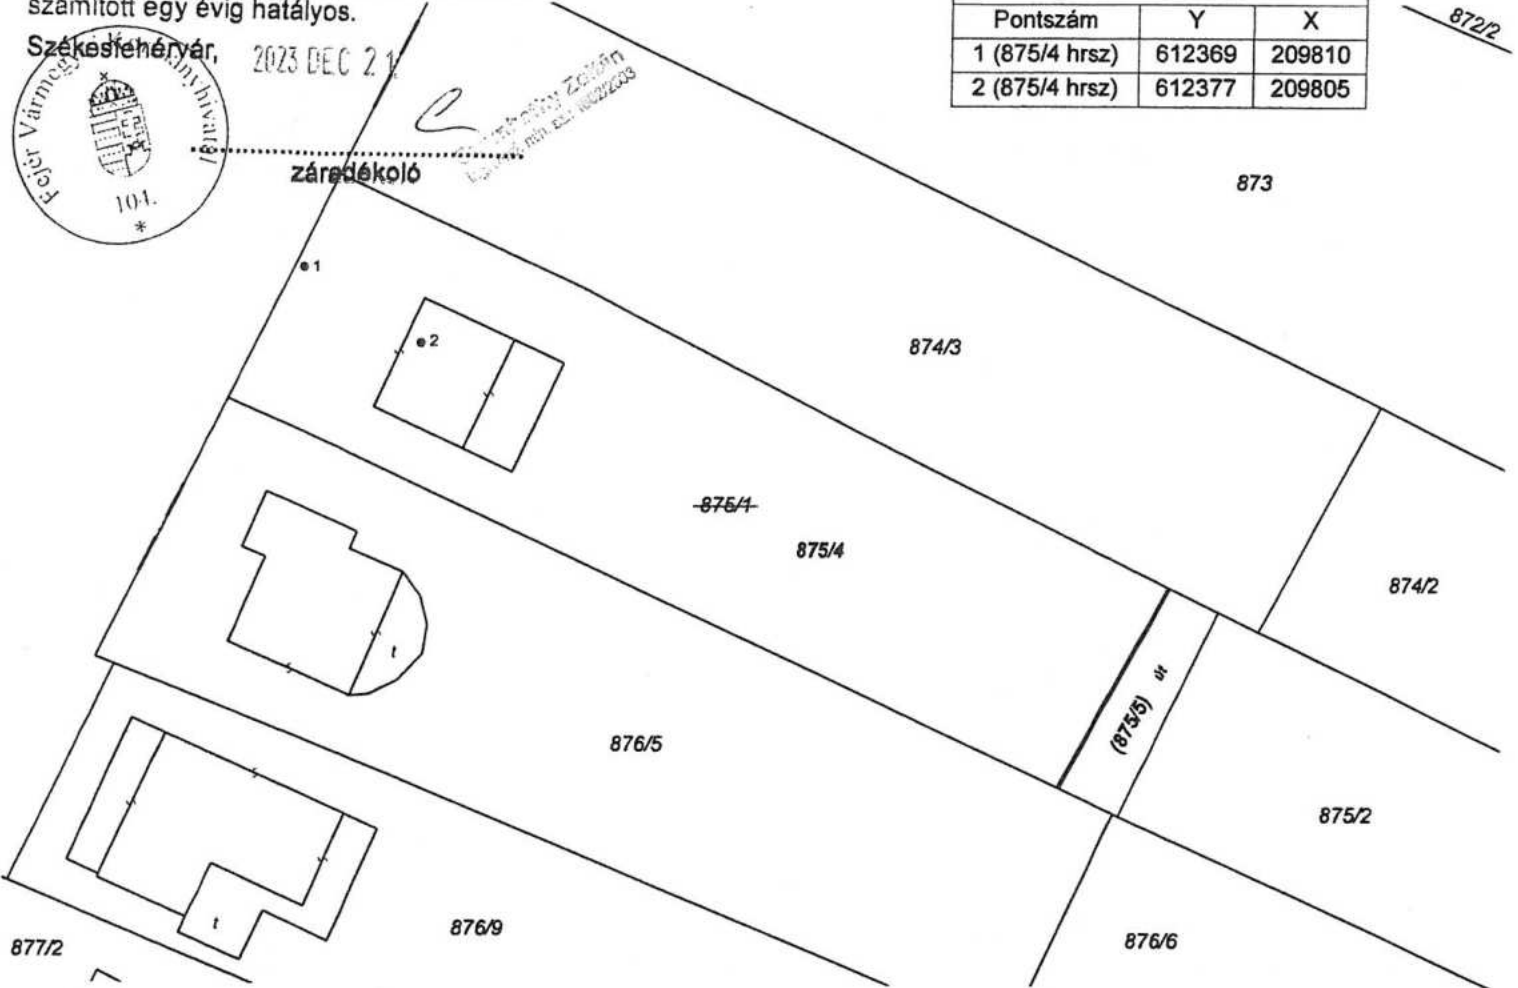 számított egy évig hatályos.
Székesfehérvár,
2023 DEC 21.
Fejér Vármegyei Kormányhivatal
104.
*
záradékoló
Pontszám Y X
1 (875/4 hrsz) 612369 209810
2 (875/4 hrsz) 612377 209805
872/2
873
1
2
874/3
875/1
875/4
874/2
(875/5) út
t
876/5
875/2
t
876/9
876/6
877/2